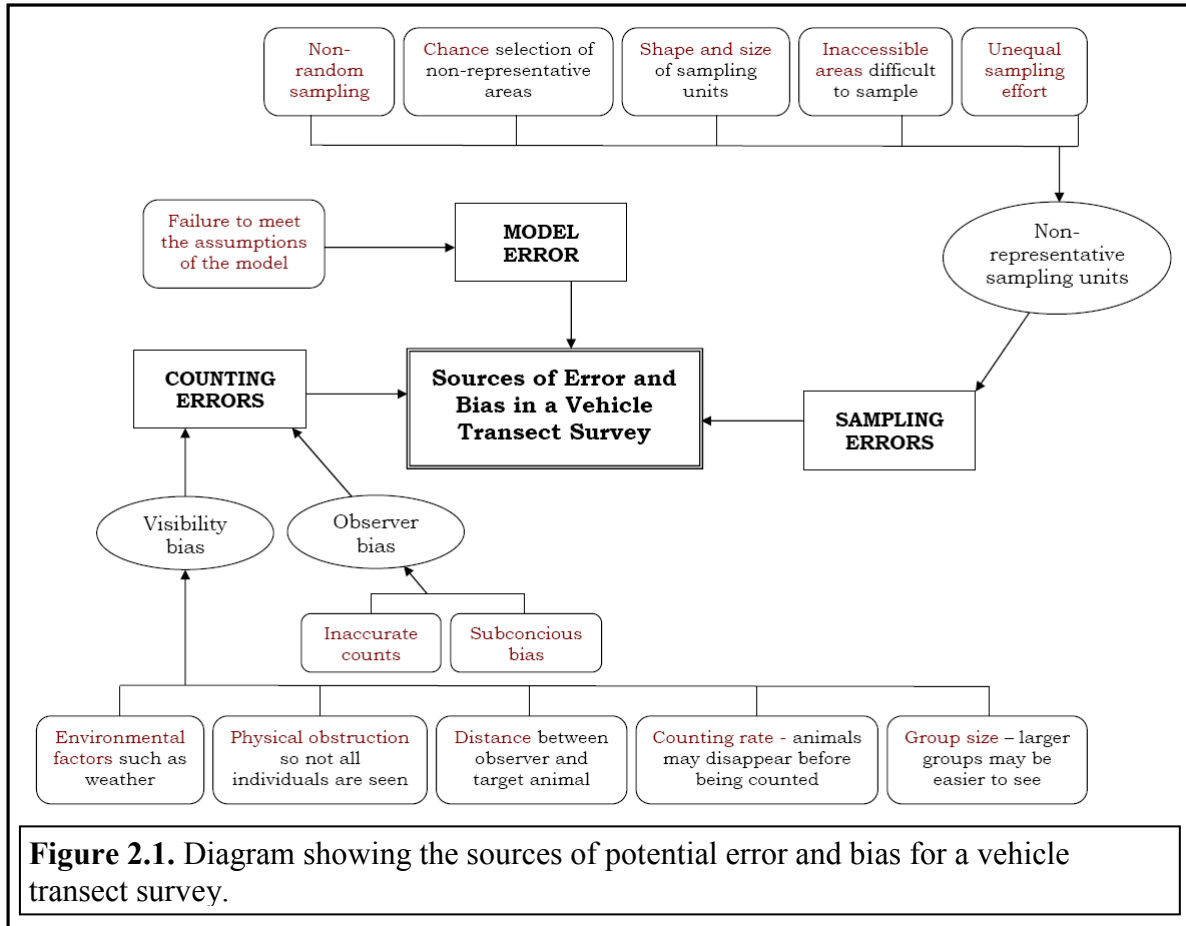 Non-
random
sampling
Chance selection of
non-representative
areas
Shape and size
of sampling
units
Inaccessible
areas difficult
to sample
Unequal
sampling
effort
Failure to meet
the assumptions
of the model
MODEL
ERROR
Non-
representative
sampling units
COUNTING
ERRORS
Sources of Error and
Bias in a Vehicle
Transect Survey
SAMPLING
ERRORS
Visibility
bias
Observer
bias
Inaccurate
counts
Subconcious
bias
Environmental
factors such as
weather
Physical obstruction
so not all
individuals are seen
Distance between
observer and
target animal
Counting rate - animals
may disappear before
being counted
Group size – larger
groups may be
easier to see
Figure 2.1. Diagram showing the sources of potential error and bias for a vehicle
transect survey.